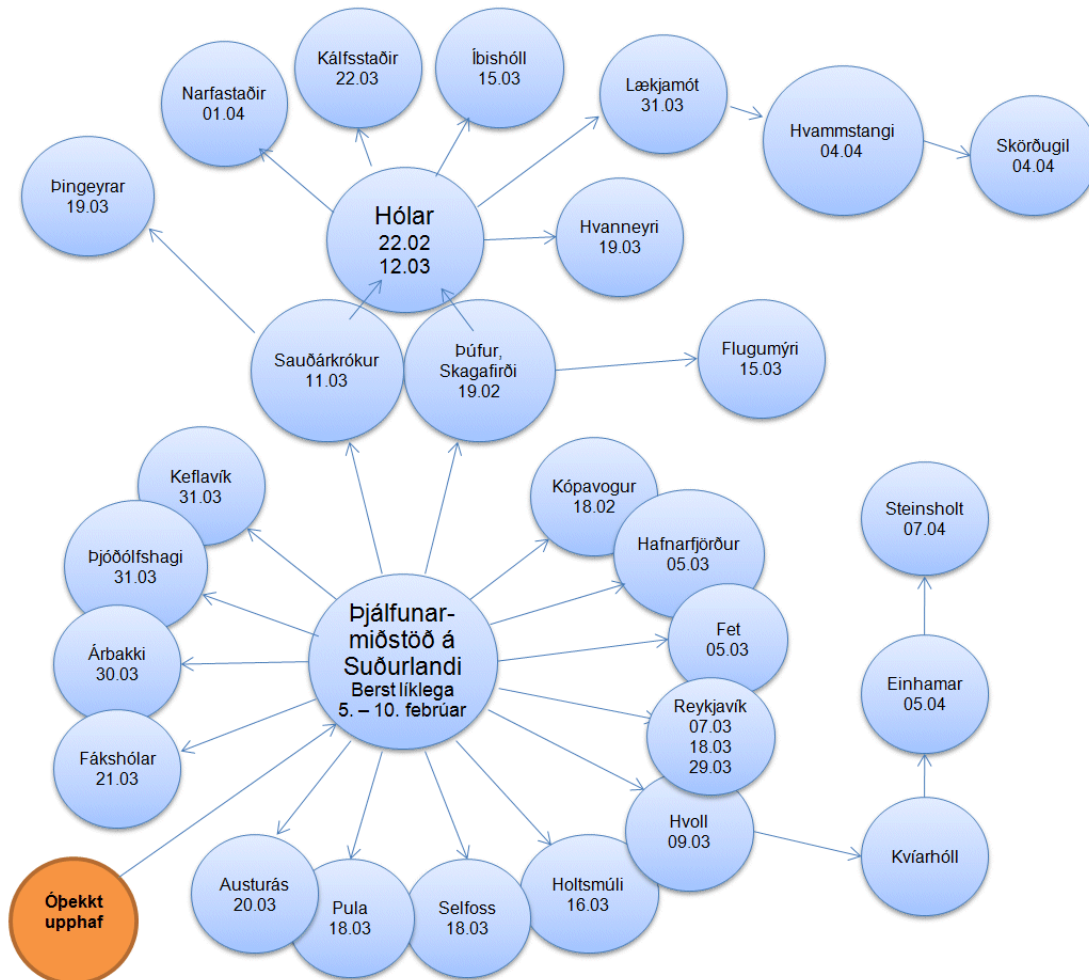 Kálfsstaðir
22.03
Íbishóll
15.03
Narfastaðir
01.04
Lækjamót
31.03
Hvammstangi
04.04
Skörðugil
04.04
Þingeyrar
19.03
Hólar
22.02
12.03
Hvanneyri
19.03
Sauðárkrókur
11.03
Þúfur,
Skagafirði
19.02
Flugumýri
15.03
Keflavík
31.03
Kópavogur
18.02
Steinsholt
07.04
Þjóðólfshagi
31.03
Hafnarfjörður
05.03
Þjálfunar-
miðstöð á
Suðurlandi
Berst líklega
5. – 10. febrúar
Árbakki
30.03
Fet
05.03
Einhamar
05.04
Reykjavík
07.03
18.03
29.03
Fákshólar
21.03
Hvoll
09.03
Kvíarhóll
Óþekkt
upphaf
Austurás
20.03
Pula
18.03
Selfoss
18.03
Holtsmúli
16.03